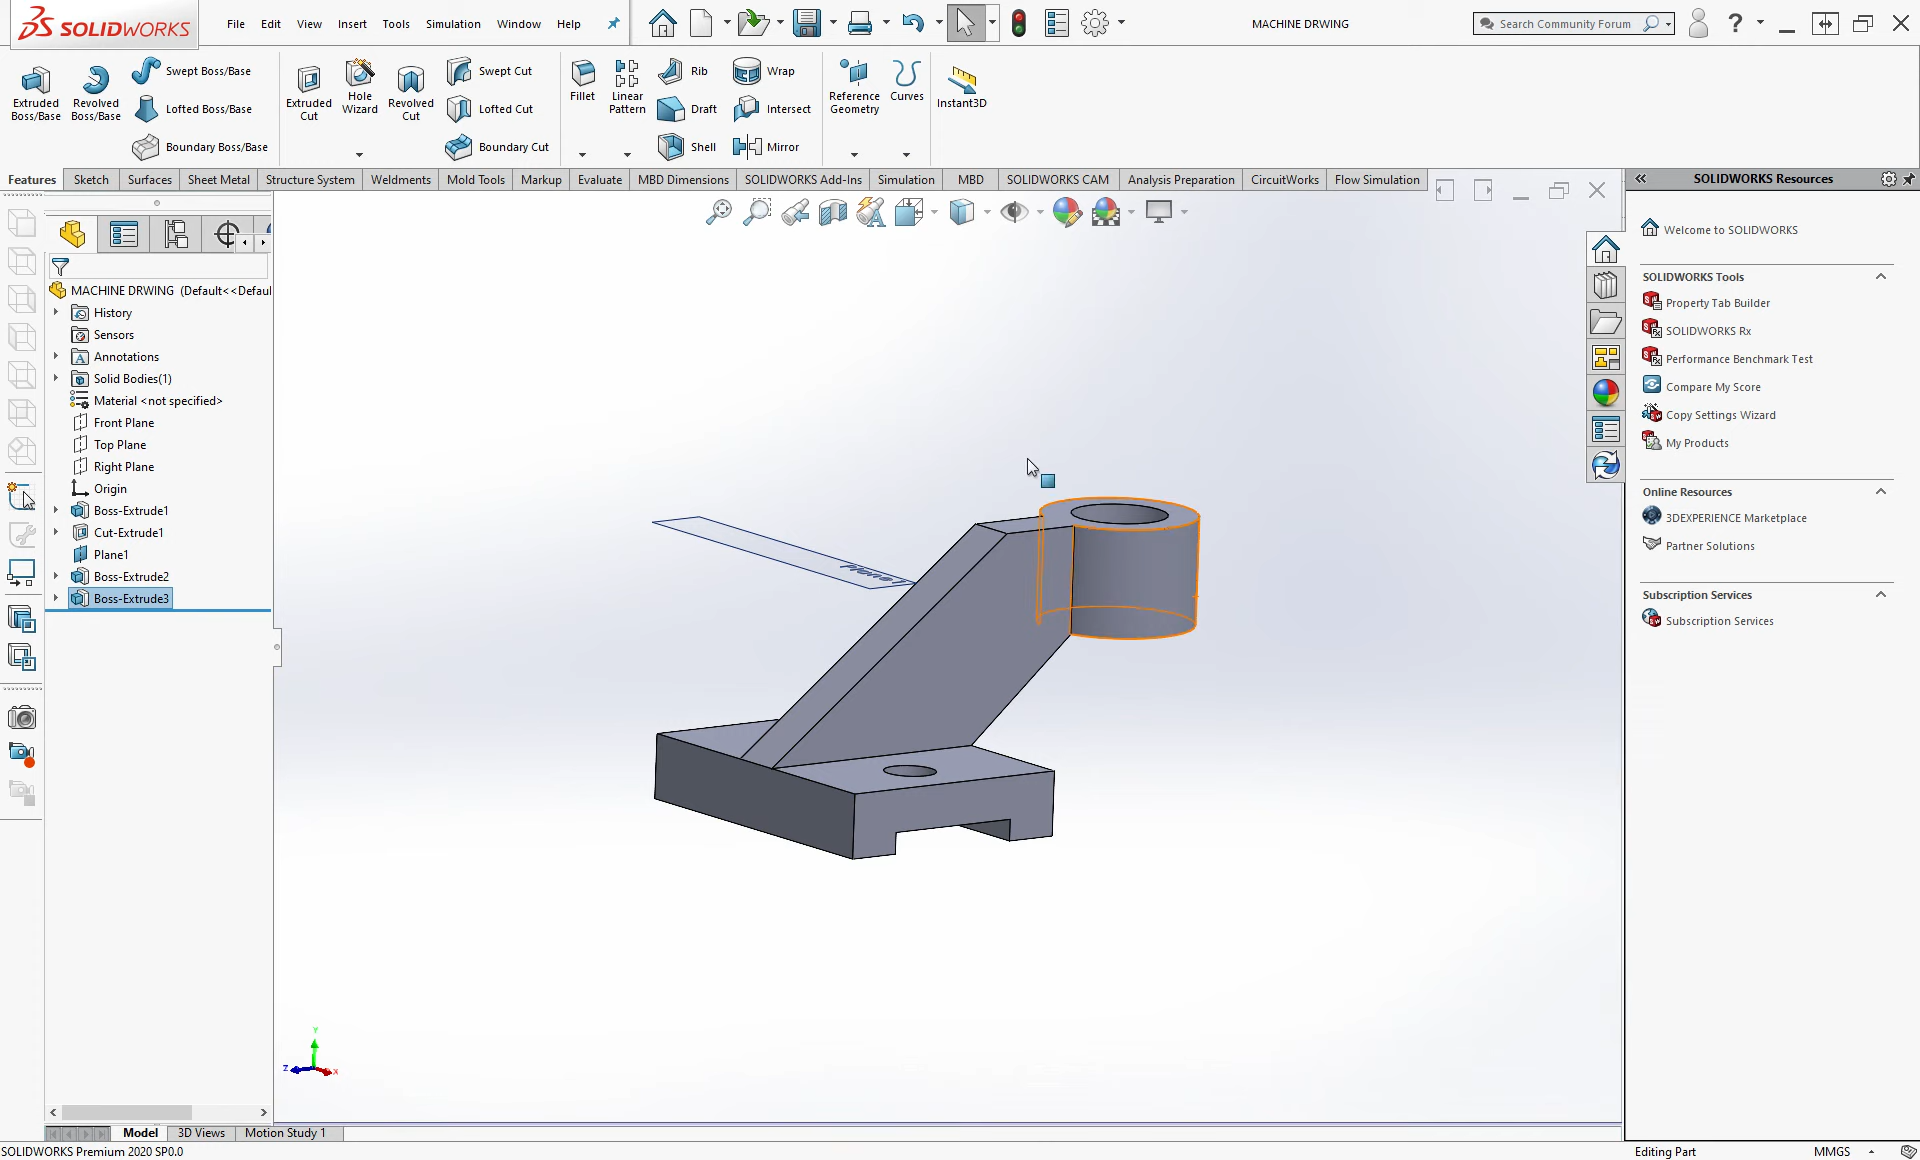 SOLIDWORKS
File Edit View Insert Tools Simulation Window Help
MACHINE DRWING
Search Community Forum
Extruded Boss/Base
Revolved Boss/Base
Swept Boss/Base
Lofted Boss/Base
Boundary Boss/Base
Extruded Cut
Hole Wizard
Revolved Cut
Swept Cut
Lofted Cut
Boundary Cut
Fillet
Linear Pattern
Rib
Draft
Shell
Wrap
Intersect
Mirror
Reference Geometry
Curves
Instant3D
Features Sketch Surfaces Sheet Metal Structure System Weldments Mold Tools Markup Evaluate MBD Dimensions SOLIDWORKS Add-Ins Simulation MBD SOLIDWORKS CAM Analysis Preparation CircuitWorks Flow Simulation
MACHINE DRWING (Default<<Defaul
History
Sensors
Annotations
Solid Bodies(1)
Material <not specified>
Front Plane
Top Plane
Right Plane
Origin
Boss-Extrude1
Cut-Extrude1
Plane1
Boss-Extrude2
Boss-Extrude3
Plane1
Y
Z
X
SOLIDWORKS Resources
Welcome to SOLIDWORKS
SOLIDWORKS Tools
Property Tab Builder
SOLIDWORKS Rx
Performance Benchmark Test
Compare My Score
Copy Settings Wizard
My Products
Online Resources
3DEXPERIENCE Marketplace
Partner Solutions
Subscription Services
Subscription Services
Model 3D Views Motion Study 1
SOLIDWORKS Premium 2020 SP0.0
Editing Part
MMGS